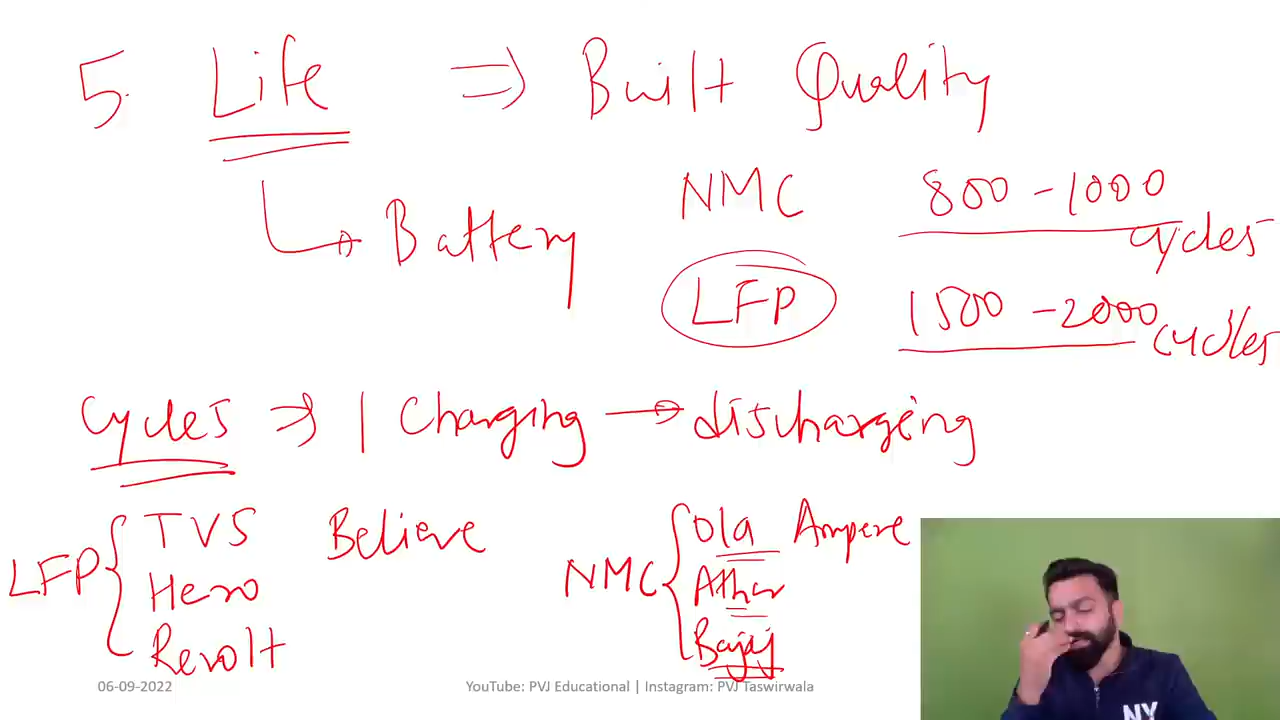 5. Life ⇒ Built Quality
↳ Battery
NMC 800 - 1000 cycles
LFP 1500 - 2000 cycles
Cycles ⇒ 1 Charging → discharging
LFP { TVS Believe
Hero
Revolt
NMC { Ola Ampere
Athar
Bajaj
06-09-2022
YouTube: PVJ Educational | Instagram: PVJ Taswirwala
NY